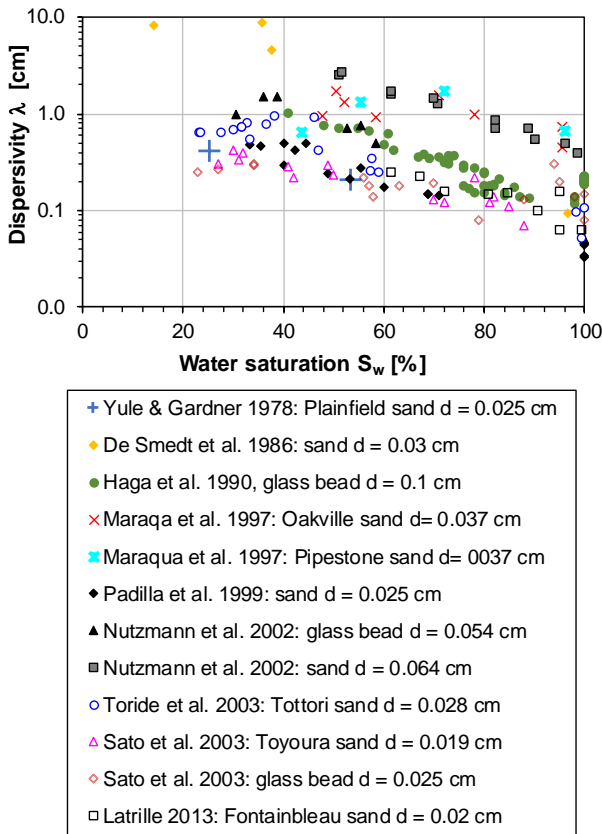 Dispersivity λ [cm]
10.0
1.0
0.1
0.0
0 20 40 60 80 100
Water saturation Sw [%]
Yule & Gardner 1978: Plainfield sand d = 0.025 cm
De Smedt et al. 1986: sand d = 0.03 cm
Haga et al. 1990, glass bead d = 0.1 cm
Maraqa et al. 1997: Oakville sand d= 0.037 cm
Maraqua et al. 1997: Pipestone sand d= 0037 cm
Padilla et al. 1999: sand d = 0.025 cm
Nutzmann et al. 2002: glass bead d = 0.054 cm
Nutzmann et al. 2002: sand d = 0.064 cm
Toride et al. 2003: Tottori sand d = 0.028 cm
Sato et al. 2003: Toyoura sand d = 0.019 cm
Sato et al. 2003: glass bead d = 0.025 cm
Latrille 2013: Fontainbleau sand d = 0.02 cm